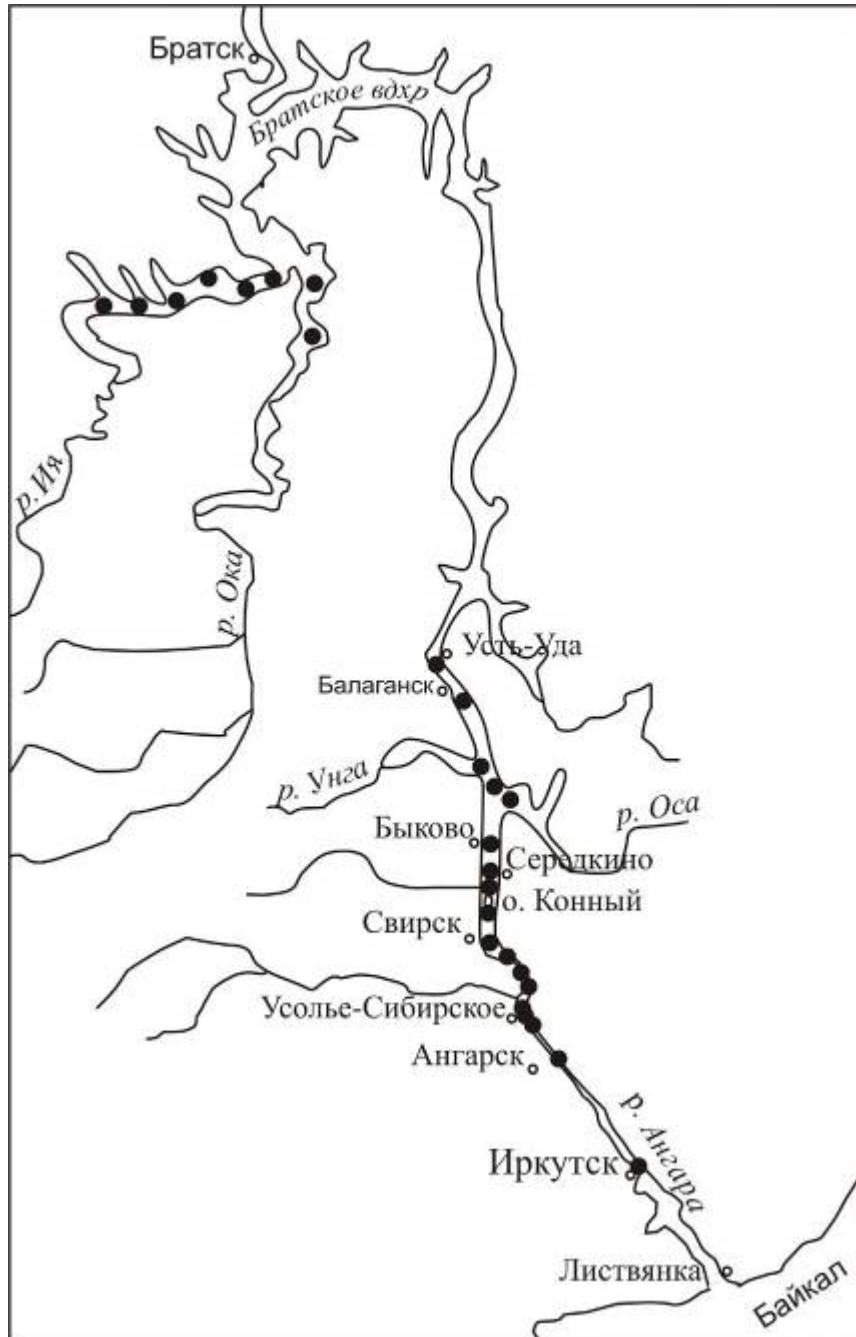 Братск
Братское вдхр
р. Ия
р. Ока
Усть-Уда
Балаганск
р. Унга
р. Оса
Быково
Середкино
о. Конный
Свирск
Усолье-Сибирское
Ангарск
р. Ангара
Иркутск
Листвянка
Байкал